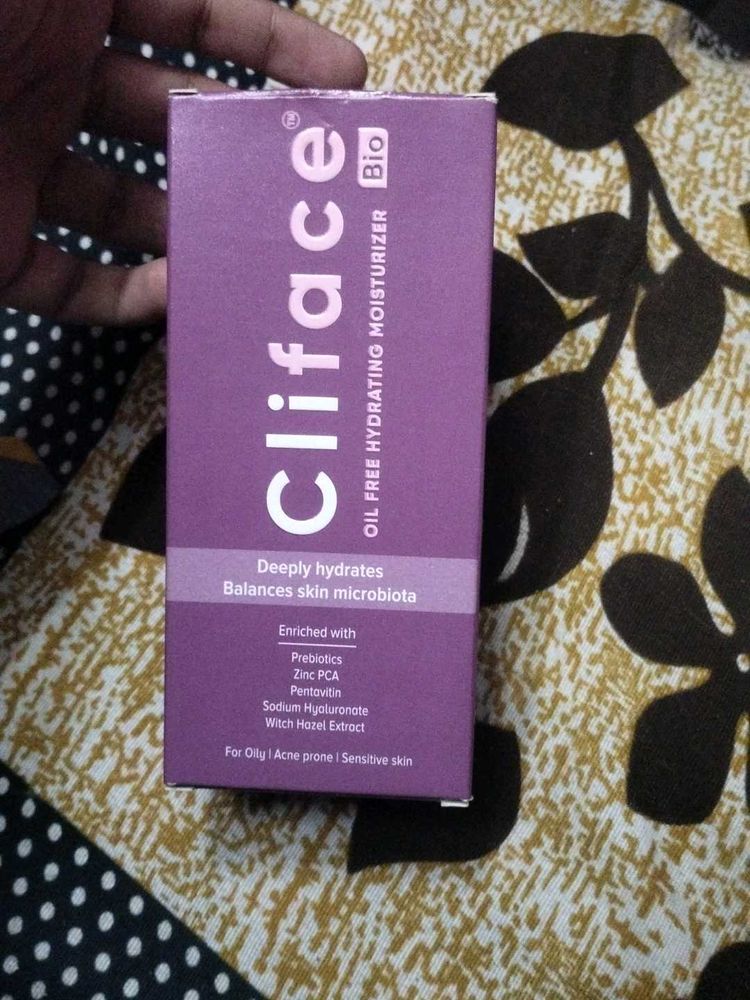 Cliface™
Bio
OIL FREE HYDRATING MOISTURIZER
Deeply hydrates
Balances skin microbiota
Enriched with
Prebiotics
Zinc PCA
Pentavitin
Sodium Hyaluronate
Witch Hazel Extract
For Oily | Acne prone | Sensitive skin